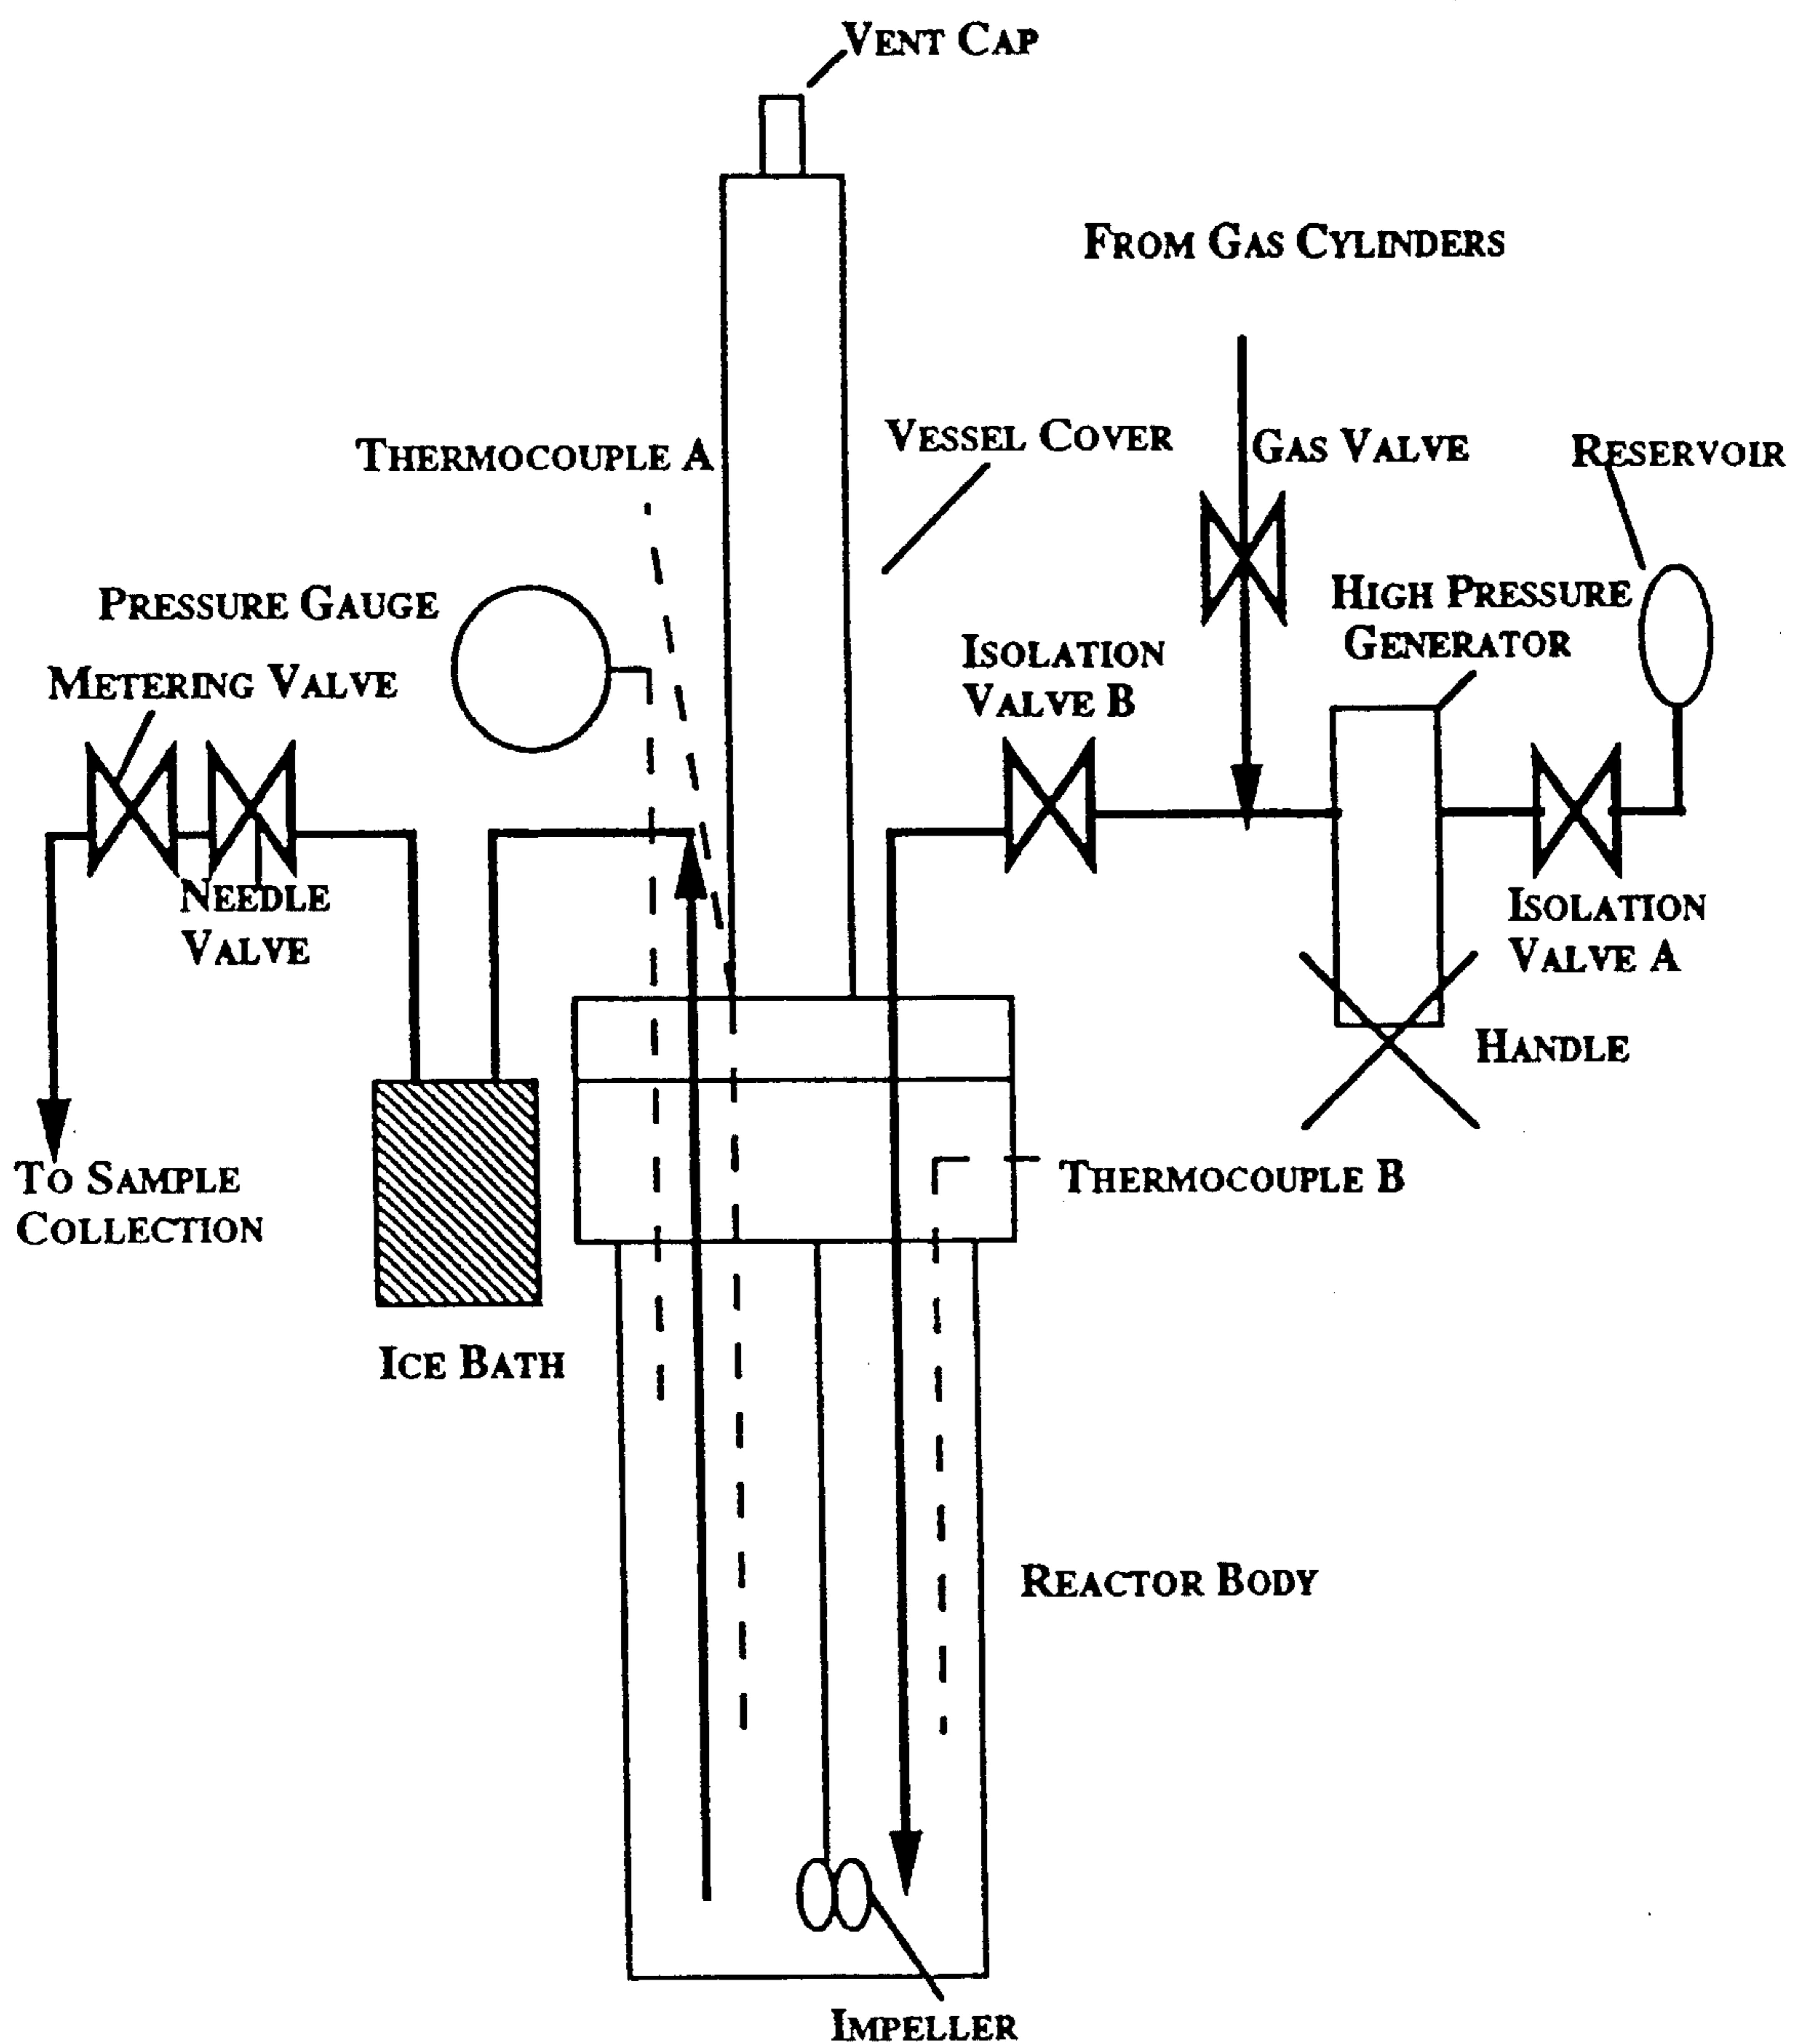 VENT CAP
FROM GAS CYLINDERS
THERMOCOUPLE A
VESSEL COVER
GAS VALVE
RESERVOIR
PRESSURE GAUGE
HIGH PRESSURE
GENERATOR
METERING VALVE
ISOLATION
VALVE B
NEEDLE
VALVE
ISOLATION
VALVE A
HANDLE
TO SAMPLE
COLLECTION
THERMOCOUPLE B
ICE BATH
REACTOR BODY
IMPELLER